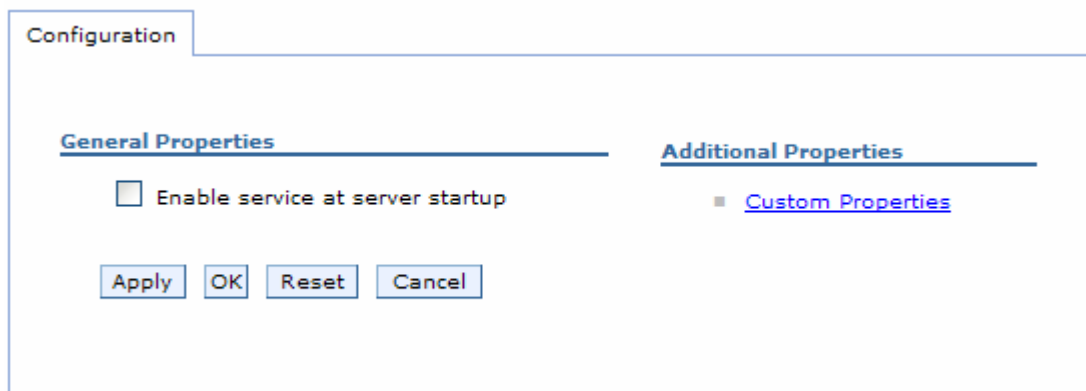 Configuration
General Properties
Enable service at server startup
Apply OK Reset Cancel
Additional Properties
Custom Properties